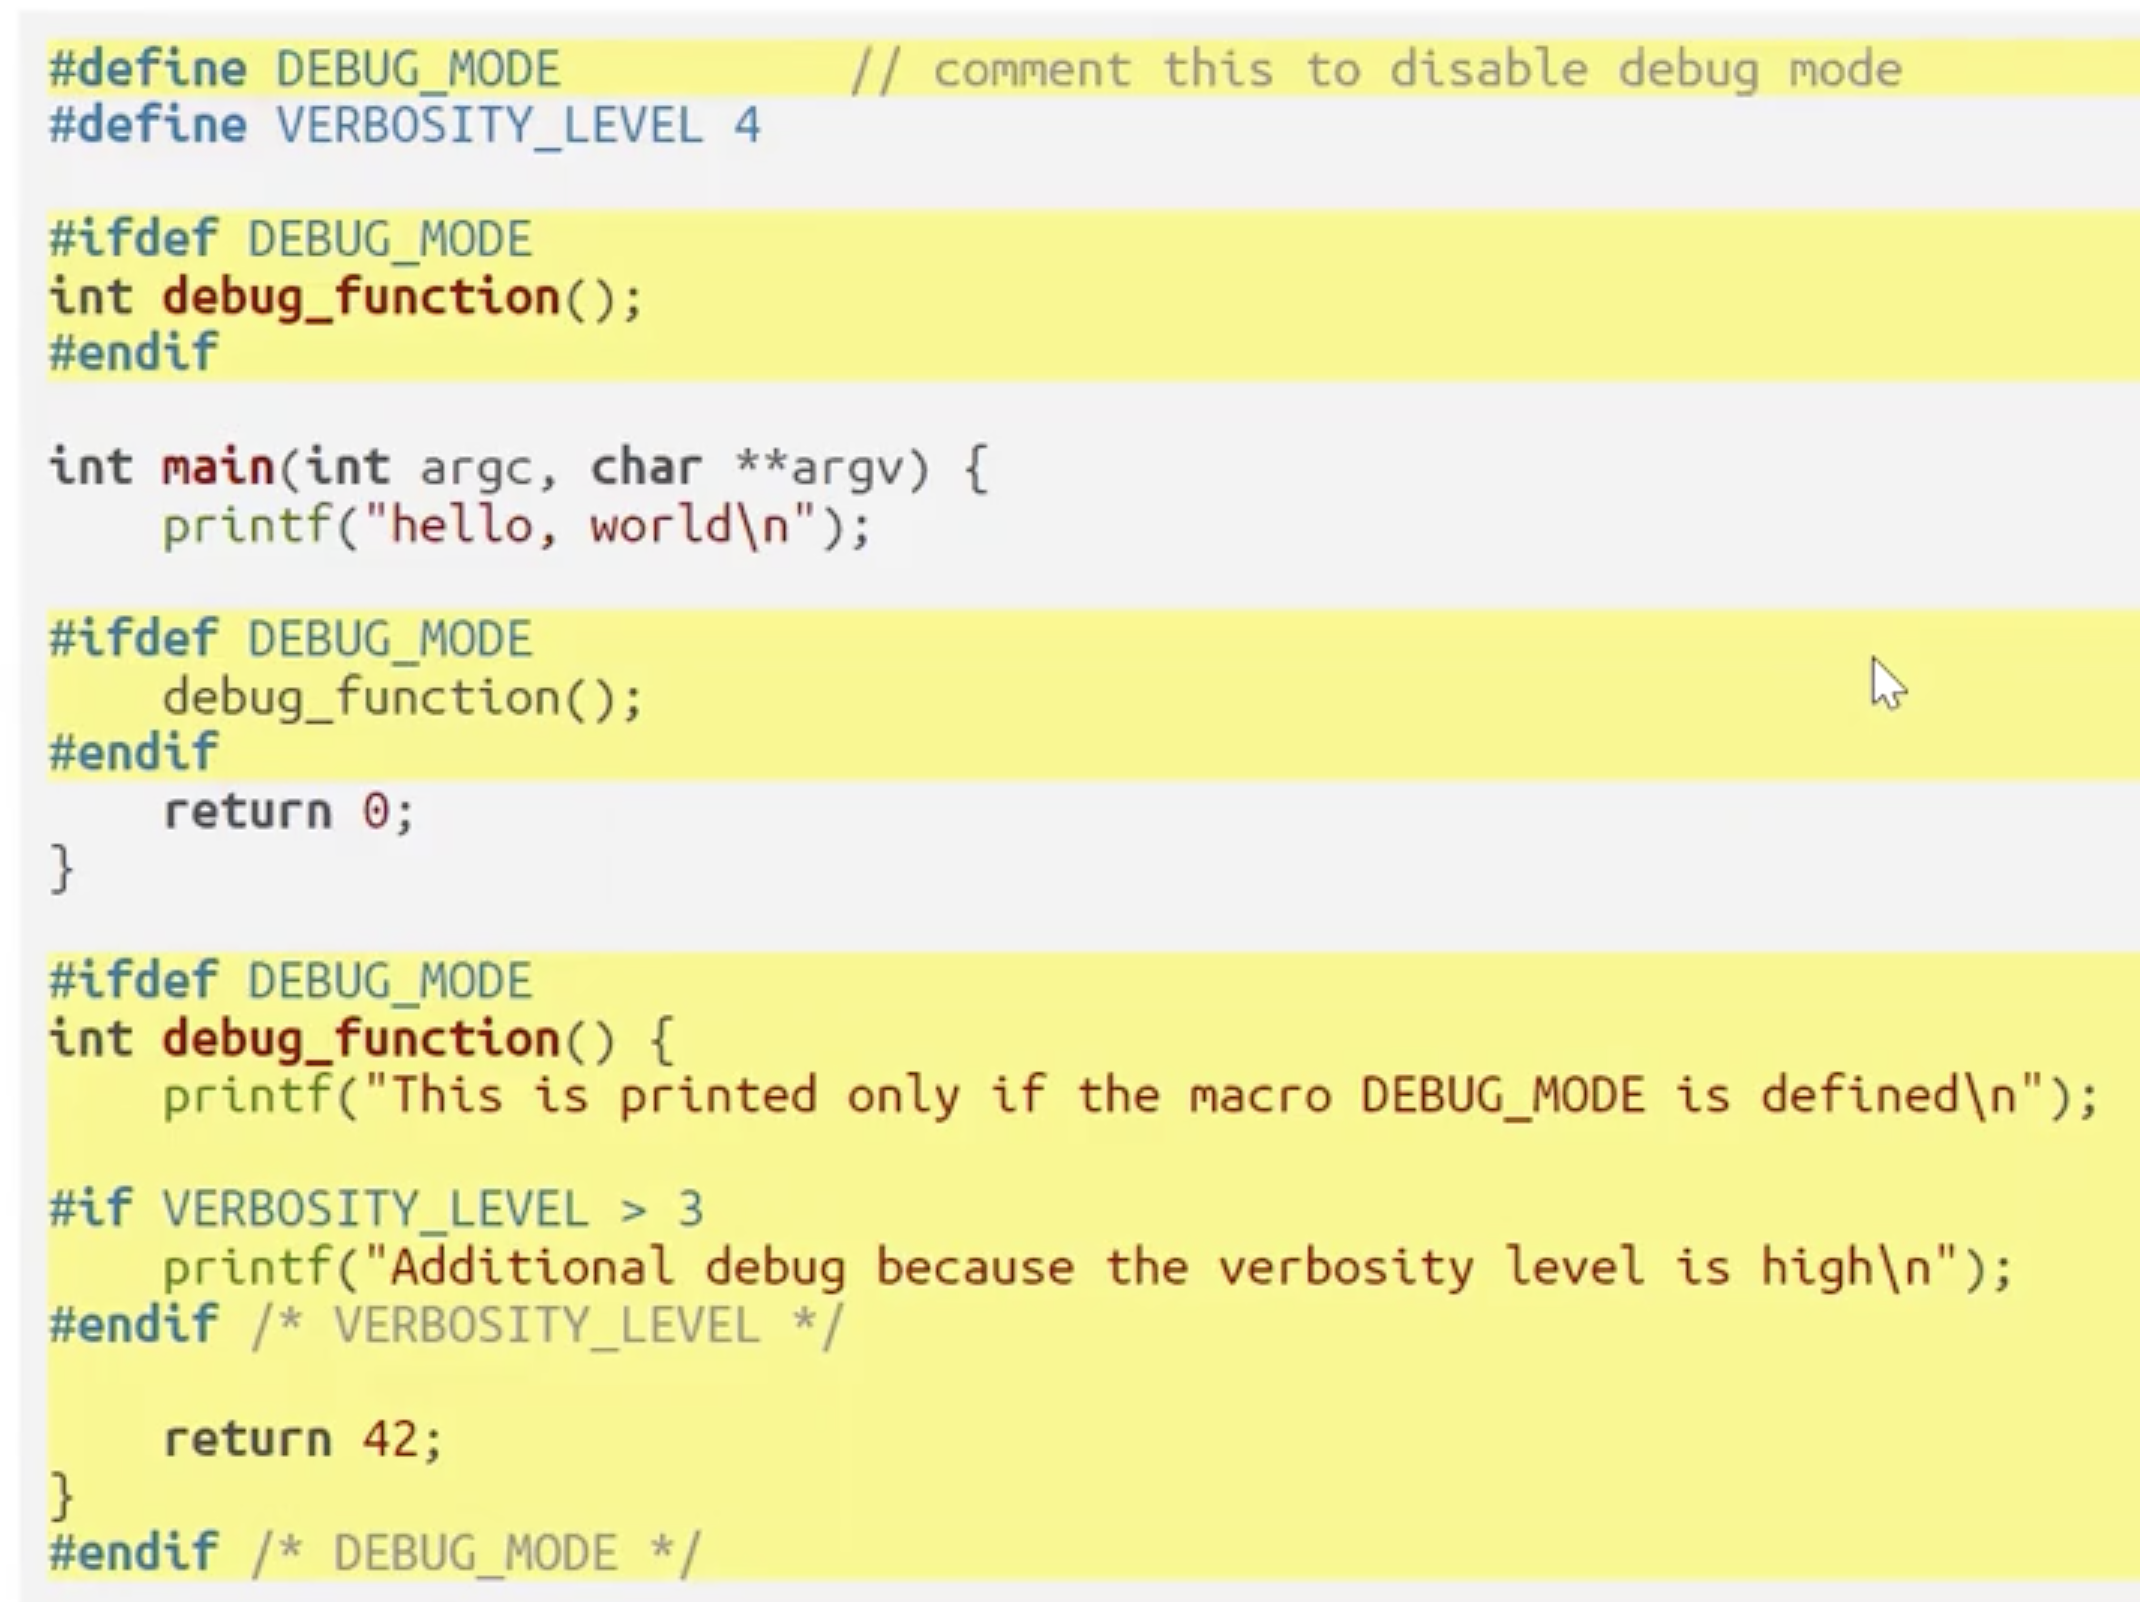 #define DEBUG_MODE          // comment this to disable debug mode
#define VERBOSITY_LEVEL 4

#ifdef DEBUG_MODE
int debug_function();
#endif

int main(int argc, char **argv) {
    printf("hello, world\n");

#ifdef DEBUG_MODE
    debug_function();
#endif
    return 0;
}

#ifdef DEBUG_MODE
int debug_function() {
    printf("This is printed only if the macro DEBUG_MODE is defined\n");

#if VERBOSITY_LEVEL > 3
    printf("Additional debug because the verbosity level is high\n");
#endif /* VERBOSITY_LEVEL */

    return 42;
}
#endif /* DEBUG_MODE */